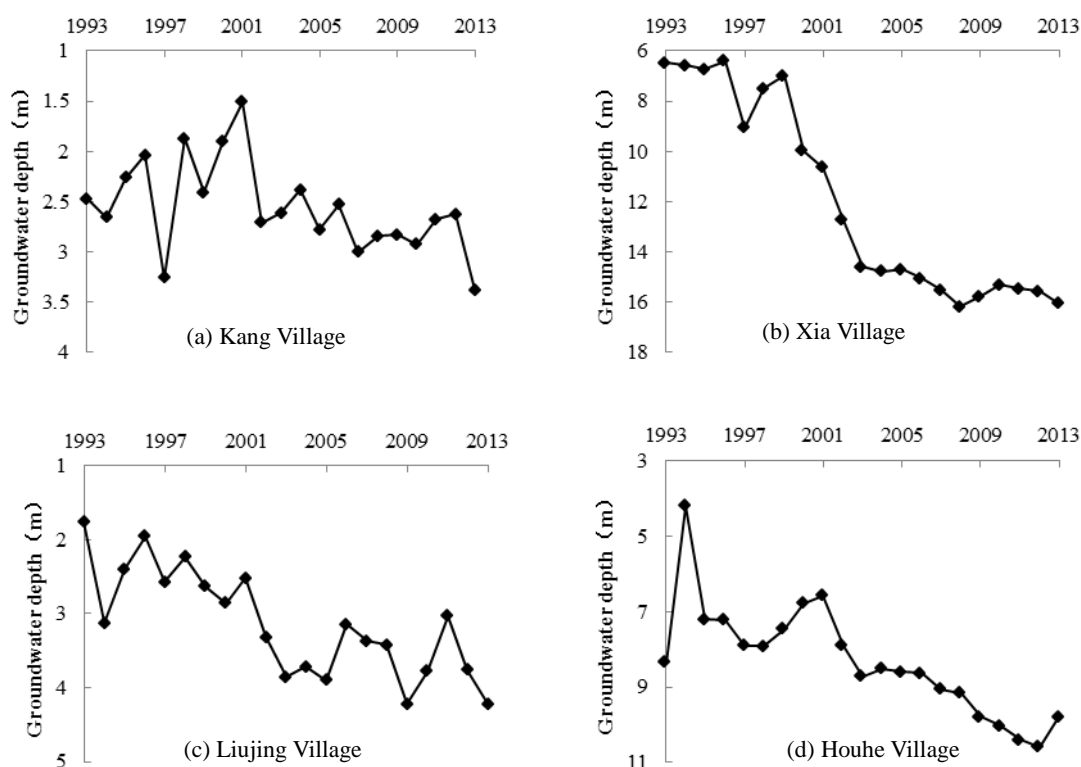 1993 1997 2001 2005 2009 2013
1
1.5
2
2.5
3
3.5
4
Groundwater depth (m)
(a) Kang Village
1993 1997 2001 2005 2009 2013
6
8
10
12
14
16
18
Groundwater depth (m)
(b) Xia Village
1993 1997 2001 2005 2009 2013
1
2
3
4
5
Groundwater depth (m)
(c) Liujing Village
1993 1997 2001 2005 2009 2013
3
5
7
9
11
Groundwater depth (m)
(d) Houhe Village